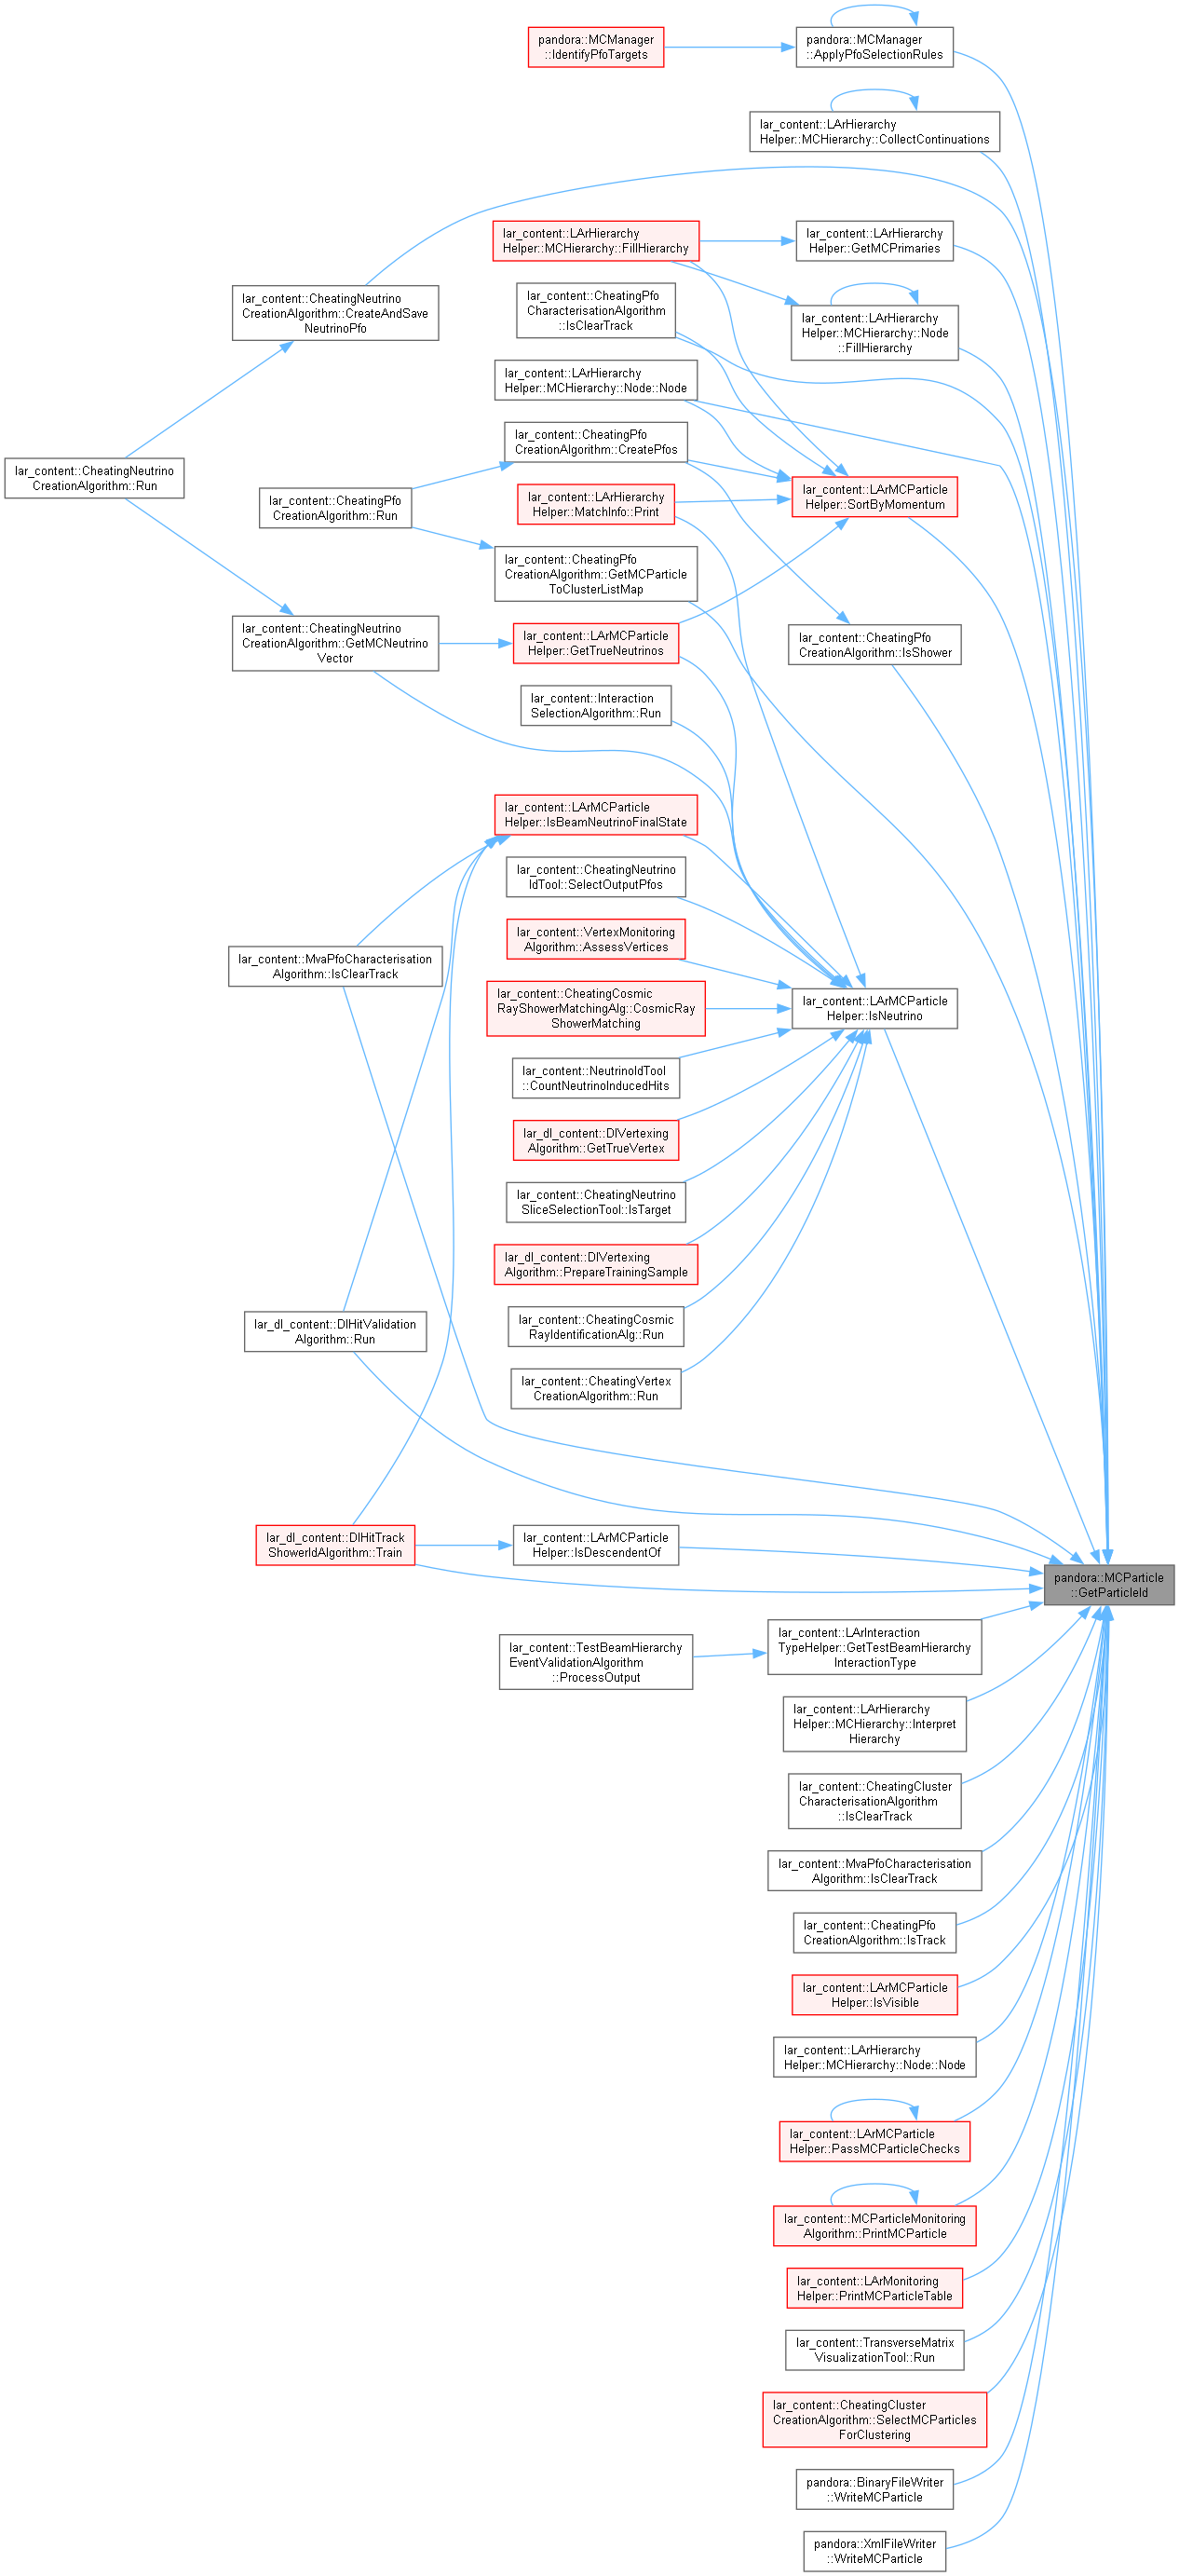 pandora::MCManager
::IdentifyPfoTargets
pandora::MCManager
::ApplyPfoSelectionRules
lar_content::LArHierarchy
Helper::MCHierarchy::CollectContinuations
lar_content::LArHierarchy
Helper::MCHierarchy::FillHierarchy
lar_content::LArHierarchy
Helper::GetMCPrimaries
lar_content::CheatingNeutrino
CreationAlgorithm::CreateAndSave
NeutrinoPfo
lar_content::CheatingPfo
CharacterisationAlgorithm
::IsClearTrack
lar_content::LArHierarchy
Helper::MCHierarchy::Node
::FillHierarchy
lar_content::LArHierarchy
Helper::MCHierarchy::Node::Node
lar_content::CheatingPfo
CreationAlgorithm::CreatePfos
lar_content::CheatingNeutrino
CreationAlgorithm::Run
lar_content::CheatingPfo
CreationAlgorithm::Run
lar_content::LArHierarchy
Helper::MatchInfo::Print
lar_content::LArMCParticle
Helper::SortByMomentum
lar_content::CheatingPfo
CreationAlgorithm::GetMCParticle
ToClusterListMap
lar_content::CheatingNeutrino
CreationAlgorithm::GetMCNeutrino
Vector
lar_content::LArMCParticle
Helper::GetTrueNeutrinos
lar_content::CheatingPfo
CreationAlgorithm::IsShower
lar_content::Interaction
SelectionAlgorithm::Run
lar_content::LArMCParticle
Helper::IsBeamNeutrinoFinalState
lar_content::CheatingNeutrino
IdTool::SelectOutputPfos
lar_content::VertexMonitoring
Algorithm::AssessVertices
lar_content::MvaPfoCharacterisation
Algorithm::IsClearTrack
lar_content::CheatingCosmic
RayShowerMatchingAlg::CosmicRay
ShowerMatching
lar_content::LArMCParticle
Helper::IsNeutrino
lar_content::NeutrinoIdTool
::CountNeutrinoInducedHits
lar_dl_content::DlVertexing
Algorithm::GetTrueVertex
lar_content::CheatingNeutrino
SliceSelectionTool::IsTarget
lar_dl_content::DlVertexing
Algorithm::PrepareTrainingSample
lar_content::CheatingCosmic
RayIdentificationAlg::Run
lar_dl_content::DlHitValidation
Algorithm::Run
lar_content::CheatingVertex
CreationAlgorithm::Run
lar_dl_content::DlHitTrack
ShowerIdAlgorithm::Train
lar_content::LArMCParticle
Helper::IsDescendentOf
pandora::MCParticle
::GetParticleId
lar_content::TestBeamHierarchy
EventValidationAlgorithm
::ProcessOutput
lar_content::LArInteraction
TypeHelper::GetTestBeamHierarchy
InteractionType
lar_content::LArHierarchy
Helper::MCHierarchy::Interpret
Hierarchy
lar_content::CheatingCluster
CharacterisationAlgorithm
::IsClearTrack
lar_content::MvaPfoCharacterisation
Algorithm::IsClearTrack
lar_content::CheatingPfo
CreationAlgorithm::IsTrack
lar_content::LArMCParticle
Helper::IsVisible
lar_content::LArHierarchy
Helper::MCHierarchy::Node::Node
lar_content::LArMCParticle
Helper::PassMCParticleChecks
lar_content::MCParticleMonitoring
Algorithm::PrintMCParticle
lar_content::LArMonitoring
Helper::PrintMCParticleTable
lar_content::TransverseMatrix
VisualizationTool::Run
lar_content::CheatingCluster
CreationAlgorithm::SelectMCParticles
ForClustering
pandora::BinaryFileWriter
::WriteMCParticle
pandora::XmlFileWriter
::WriteMCParticle